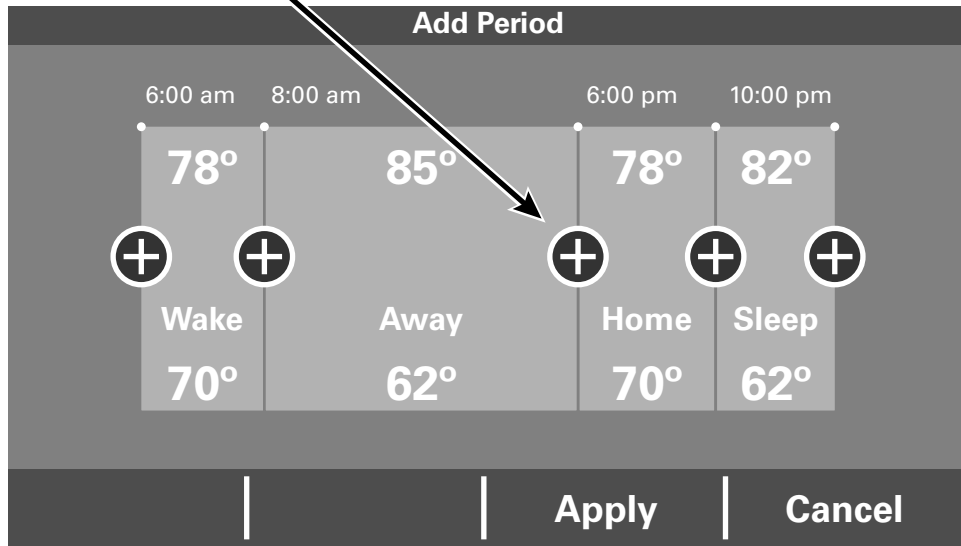 Add Period
6:00 am 8:00 am 6:00 pm 10:00 pm
78º 85º 78º 82º
Wake Away Home Sleep
70º 62º 70º 62º
Apply Cancel